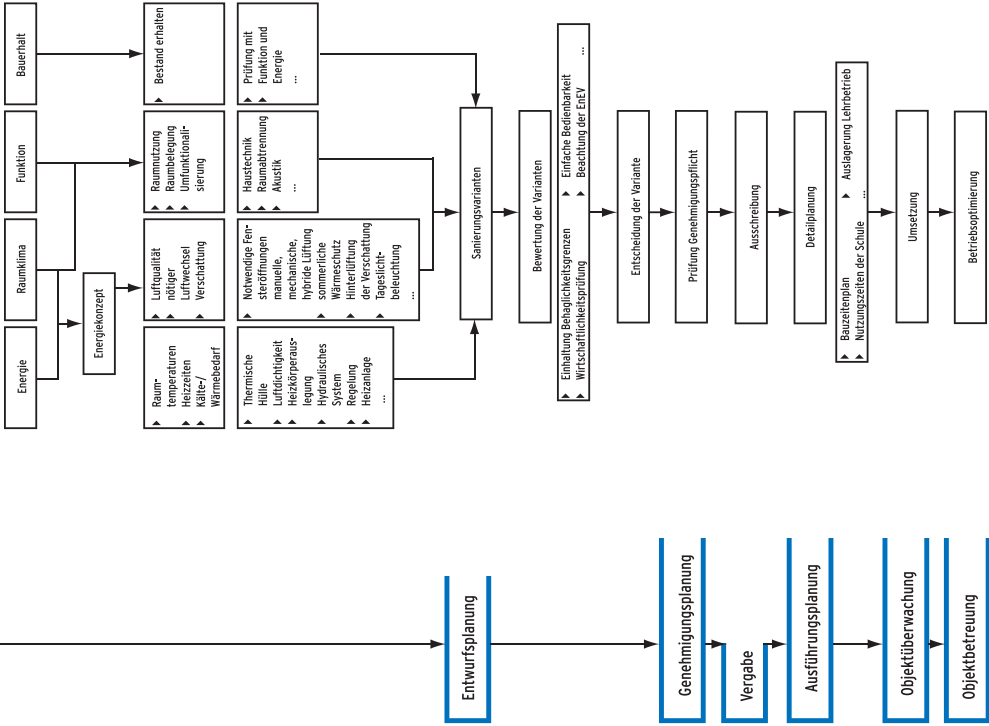 Energie
Raumklima
Funktion
Bauerhalt
Energiekonzept
Raum-
temperaturen
Heizzeiten
Kälte-/
Wärmebedarf
Luftqualität
nötiger
Luftwechsel
Verschattung
Raumnutzung
Raumbelegung
Umfunktionali-
sierung
Bestand erhalten
Thermische
Hülle
Luftdichtigkeit
Heizkörperaus-
legung
Hydraulisches
System
Regelung
Heizanlage
...
Notwendige Fen-
steröffnungen
manuelle,
mechanische,
hybride Lüftung
sommerliche
Wärmeschutz
Hinterlüftung
der Verschattung
Tageslicht-
beleuchtung
...
Haustechnik
Raumabtrennung
Akustik
...
Prüfung mit
Funktion und
Energie
...
Sanierungsvarianten
Bewertung der Varianten
Einhaltung Behaglichkeitsgrenzen
Wirtschaftlichkeitsprüfung
Einfache Bedienbarkeit
Beachtung der EnEV
...
Entscheidung der Variante
Prüfung Genehmigungspflicht
Ausschreibung
Detailplanung
Bauzeitenplan
Nutzungszeiten der Schule
Auslagerung Lehrbetrieb
...
Umsetzung
Betriebsoptimierung
Entwurfsplanung
Genehmigungsplanung
Vergabe
Ausführungsplanung
Objektüberwachung
Objektbetreuung